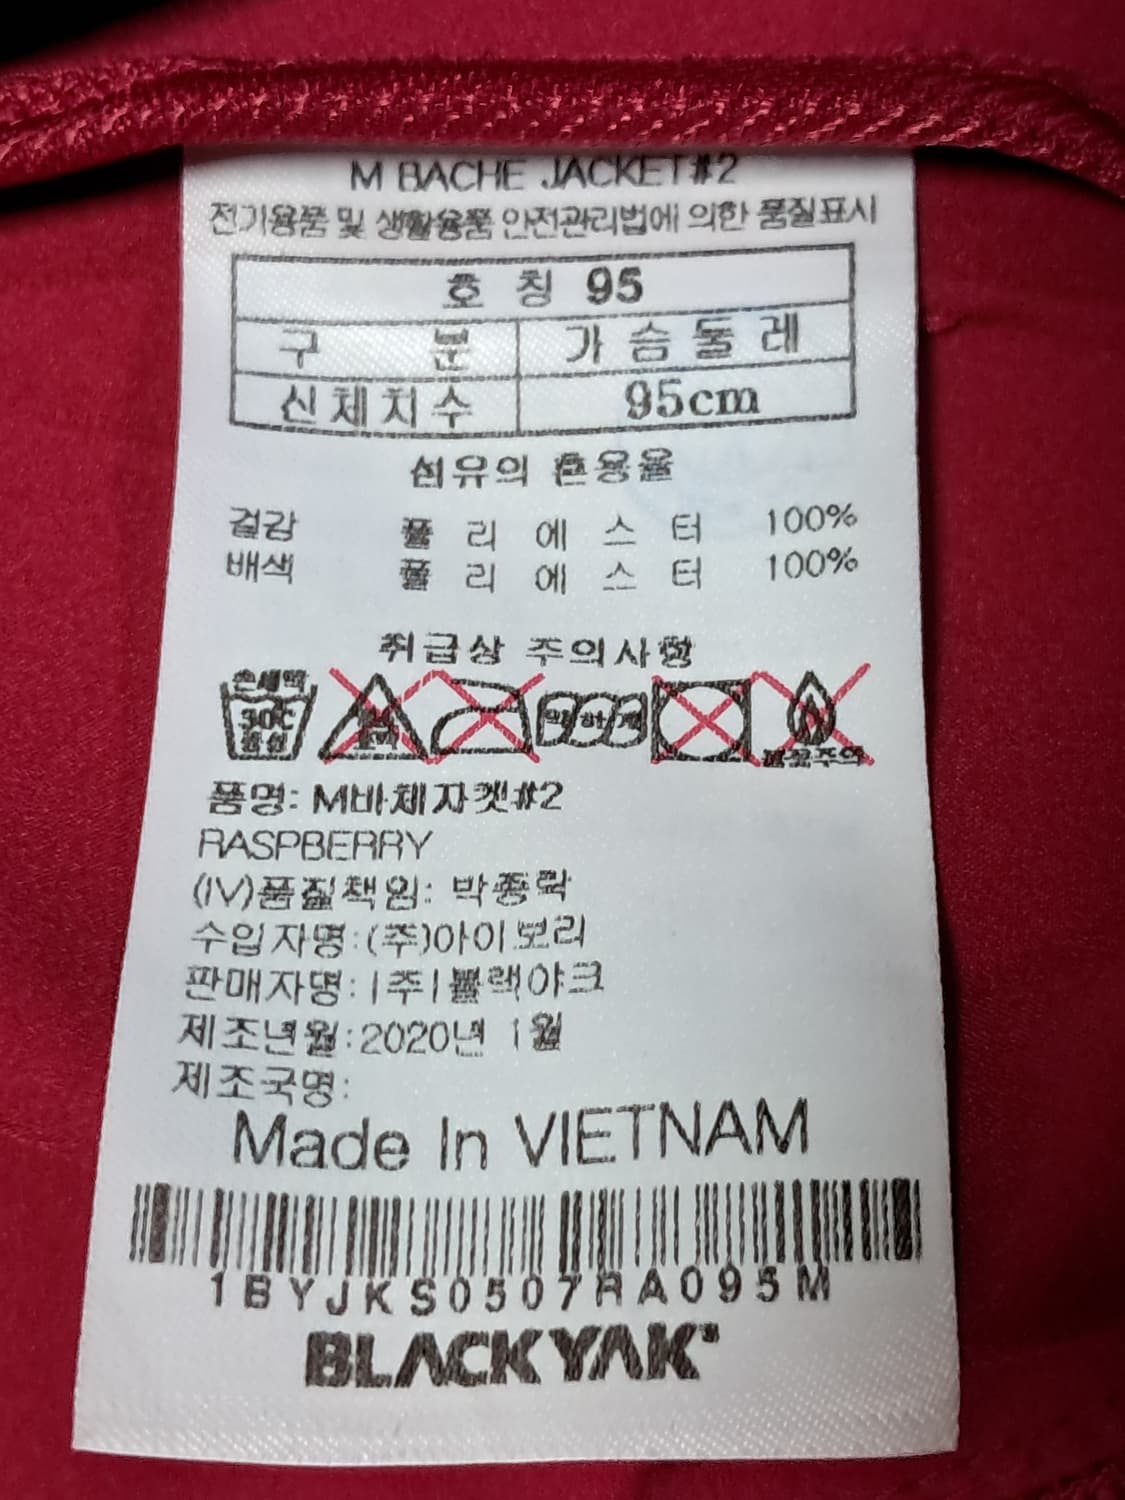 M BACHE JACKET#2
전기용품 및 생활용품 안전관리법에 의한 품질표시
호 칭 95
구 분 가 슴 둘 레
신체치수 95cm
섬유의 혼용율
겉감 폴 리 에 스 터 100%
배색 폴 리 에 스 터 100%
취급상 주의사항
손세탁
30℃
중성
약하게
불꽃주의
품명: M바체자켓#2
RASPBERRY
(IV)품질책임: 박종락
수입자명:(주)아이보리
판매자명:(주)블랙야크
제조년월:2020년 1월
제조국명:
Made In VIETNAM
1BYJKS0507RA095M
BLACKYAK